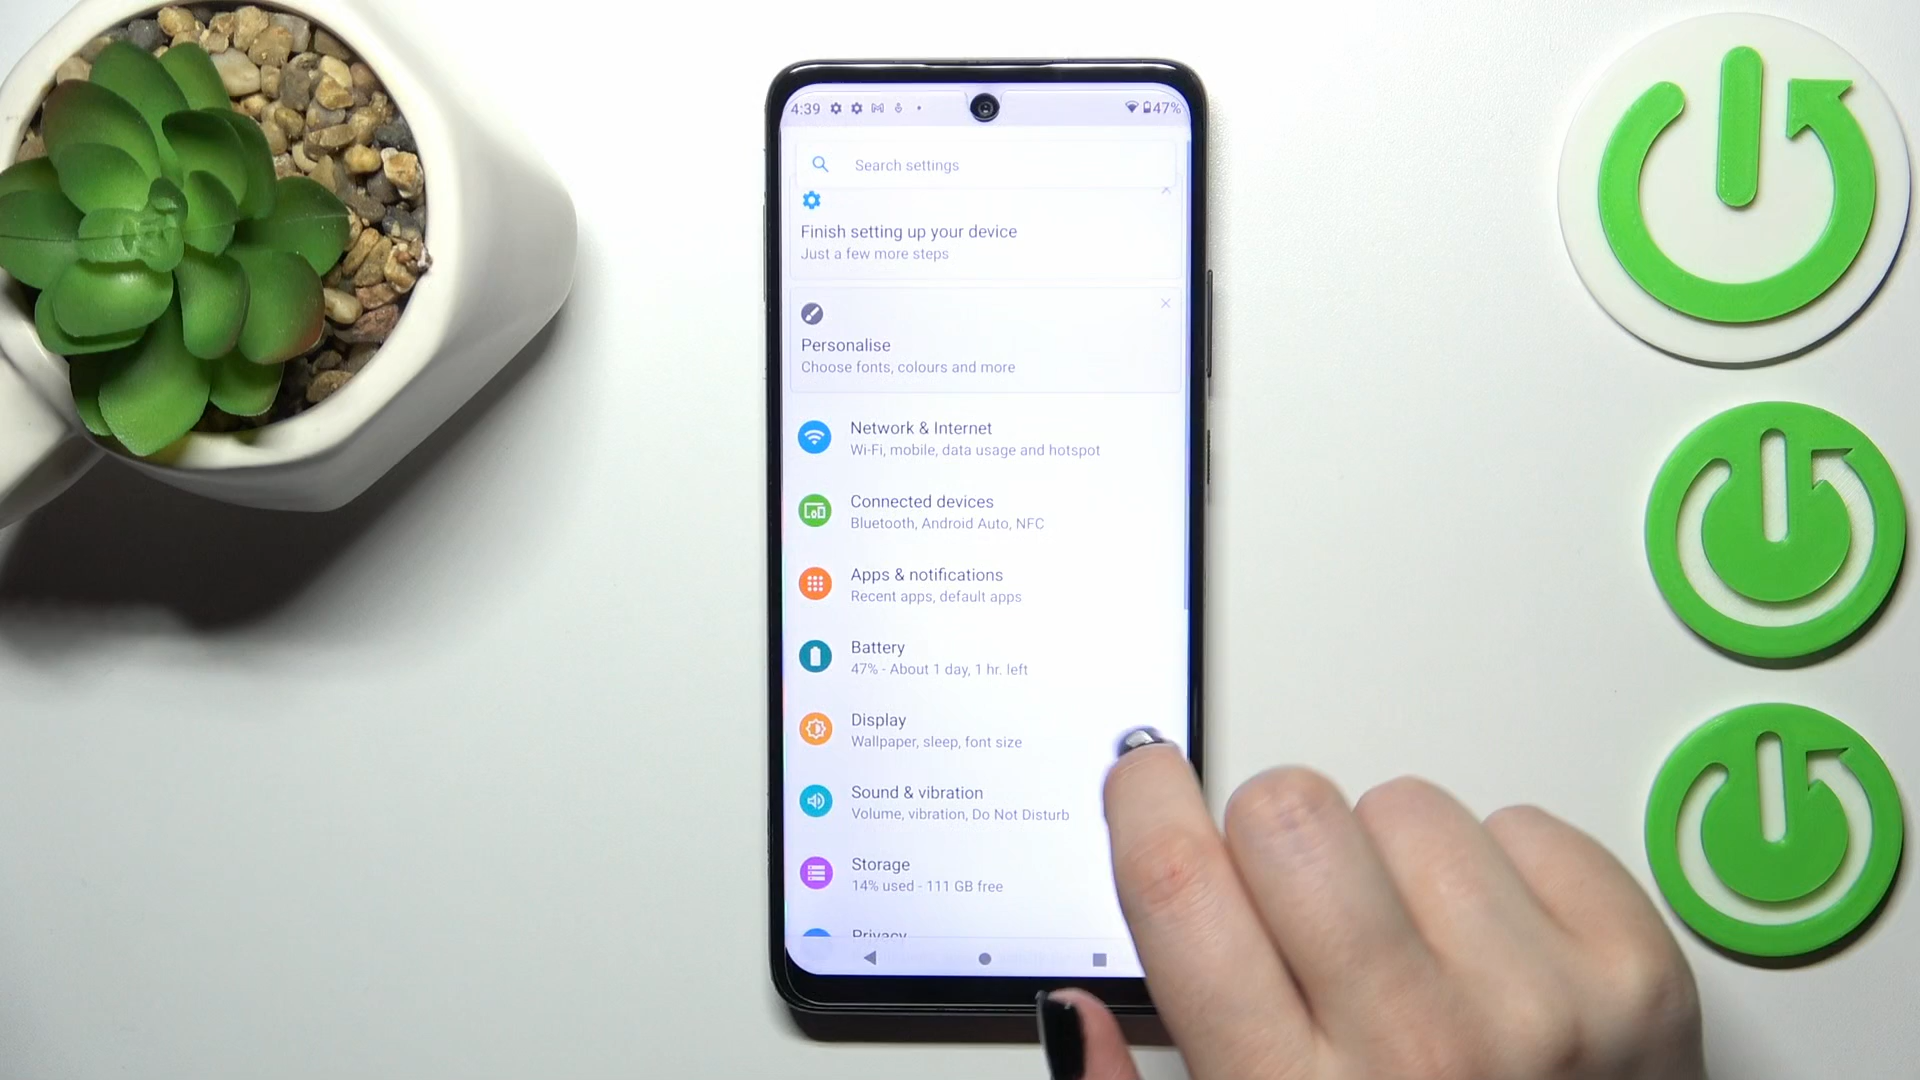 4:39
47%
Search settings
Finish setting up your device
Just a few more steps
Personalise
Choose fonts, colours and more
Network & Internet
Wi-Fi, mobile, data usage and hotspot
Connected devices
Bluetooth, Android Auto, NFC
Apps & notifications
Recent apps, default apps
Battery
47% - About 1 day, 1 hr. left
Display
Wallpaper, sleep, font size
Sound & vibration
Volume, vibration, Do Not Disturb
Storage
14% used - 111 GB free
Privacy